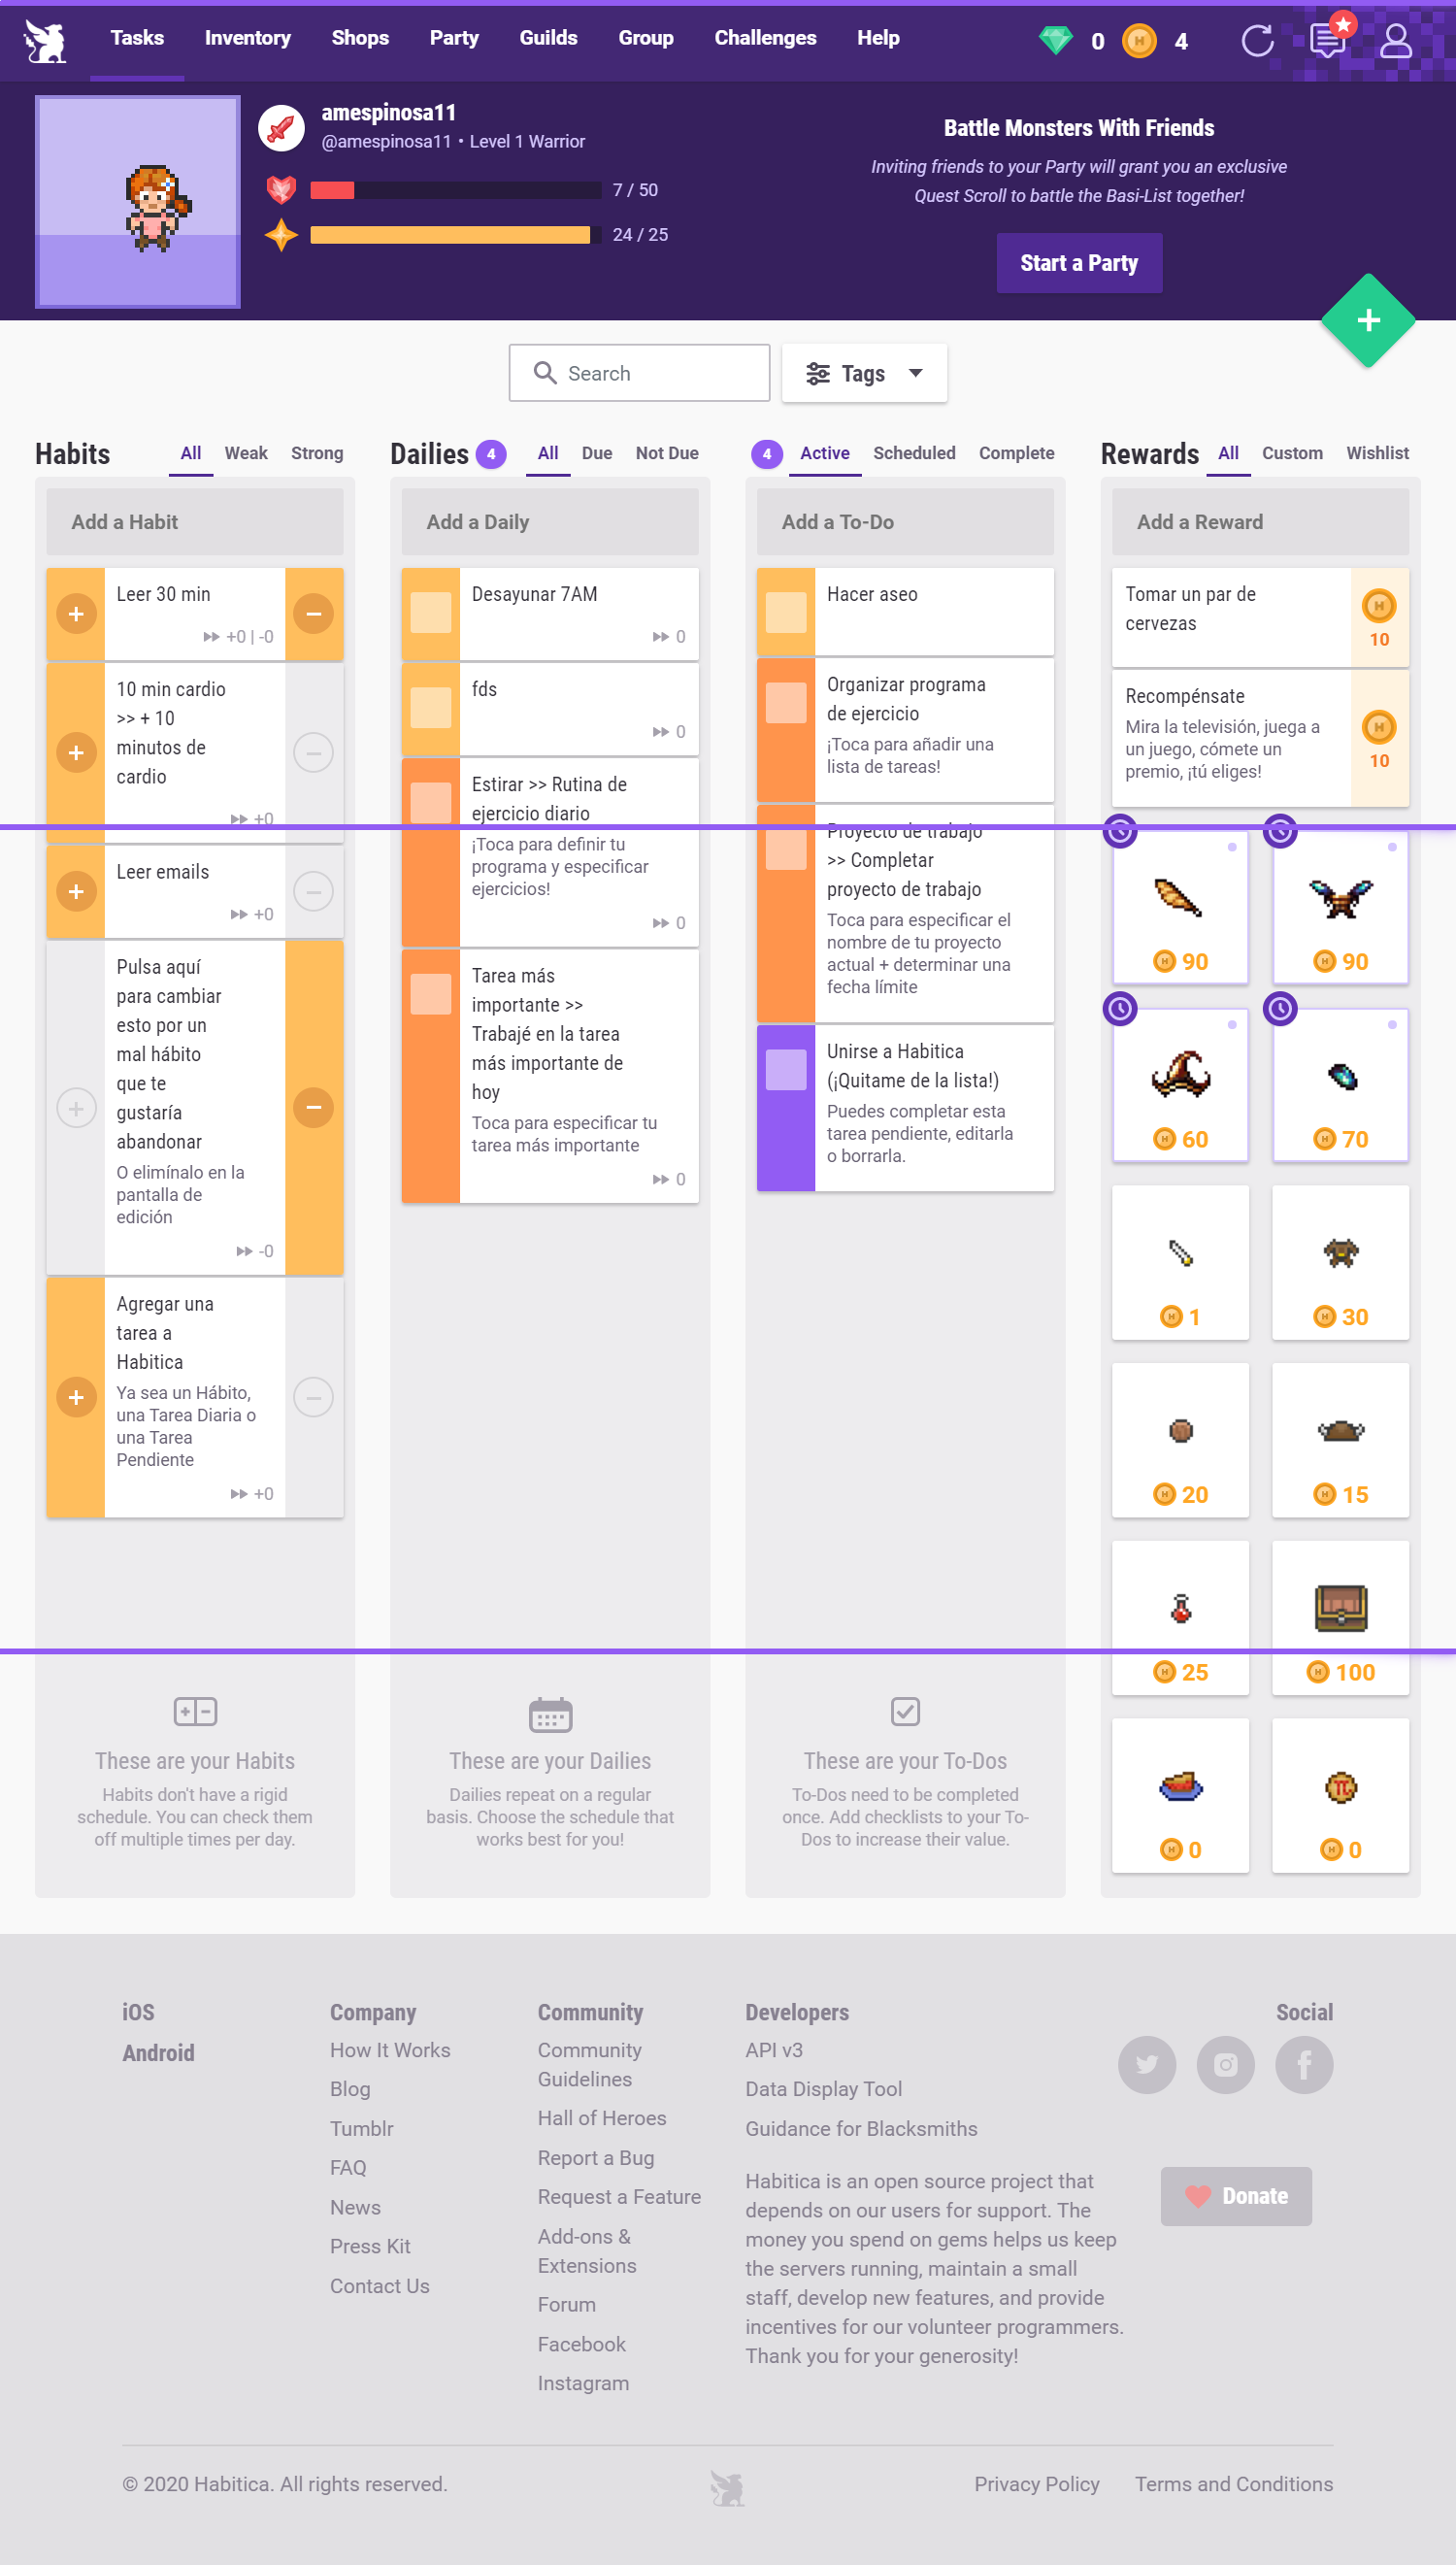 Tasks Inventory Shops Party Guilds Group Challenges Help 0 4
amespinosa11
@amespinosa11 • Level 1 Warrior
7 / 50
24 / 25
Battle Monsters With Friends
Inviting friends to your Party will grant you an exclusive
Quest Scroll to battle the Basi-List together!
Start a Party
Search
Tags
Habits All Weak Strong
Add a Habit
Leer 30 min
+0 | -0
10 min cardio
>> + 10
minutos de
cardio
+0
Leer emails
+0
Pulsa aquí
para cambiar
esto por un
mal hábito
que te
gustaría
abandonar
O elimínalo en la
pantalla de
edición
-0
Agregar una
tarea a
Habitica
Ya sea un Hábito,
una Tarea Diaria o
una Tarea
Pendiente
+0
These are your Habits
Habits don't have a rigid
schedule. You can check them
off multiple times per day.
Dailies 4 All Due Not Due
Add a Daily
Desayunar 7AM
0
fds
0
Estirar >> Rutina de
ejercicio diario
¡Toca para definir tu
programa y especificar
ejercicios!
0
Tarea más
importante >>
Trabajé en la tarea
más importante de
hoy
Toca para especificar tu
tarea más importante
0
These are your Dailies
Dailies repeat on a regular
basis. Choose the schedule that
works best for you!
4 Active Scheduled Complete
Add a To-Do
Hacer aseo
Organizar programa
de ejercicio
¡Toca para añadir una
lista de tareas!
Proyecto de trabajo
>> Completar
proyecto de trabajo
Toca para especificar el
nombre de tu proyecto
actual + determinar una
fecha límite
Unirse a Habitica
(¡Quitame de la lista!)
Puedes completar esta
tarea pendiente, editarla
o borrarla.
These are your To-Dos
To-Dos need to be completed
once. Add checklists to your To-
Dos to increase their value.
Rewards All Custom Wishlist
Add a Reward
Tomar un par de
cervezas
10
Recompénsate
Mira la televisión, juega a
un juego, cómete un
premio, ¡tú eliges!
10
90 90
60 70
1 30
20 15
25 100
0 0
iOS
Android
Company
How It Works
Blog
Tumblr
FAQ
News
Press Kit
Contact Us
Community
Community
Guidelines
Hall of Heroes
Report a Bug
Request a Feature
Add-ons &
Extensions
Forum
Facebook
Instagram
Developers
API v3
Data Display Tool
Guidance for Blacksmiths
Habitica is an open source project that
depends on our users for support. The
money you spend on gems helps us keep
the servers running, maintain a small
staff, develop new features, and provide
incentives for our volunteer programmers.
Thank you for your generosity!
Social
Donate
© 2020 Habitica. All rights reserved.
Privacy Policy Terms and Conditions